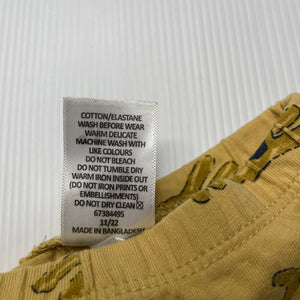 COTTON/ELASTANE
WASH BEFORE WEAR
WARM DELICATE
MACHINE WASH WITH
LIKE COLOURS
DO NOT BLEACH
DO NOT TUMBLE DRY
WARM IRON INSIDE OUT
(DO NOT IRON PRINTS OR
EMBELLISHMENTS)
DO NOT DRY CLEAN
67384495
11/22
MADE IN BANGLADESH